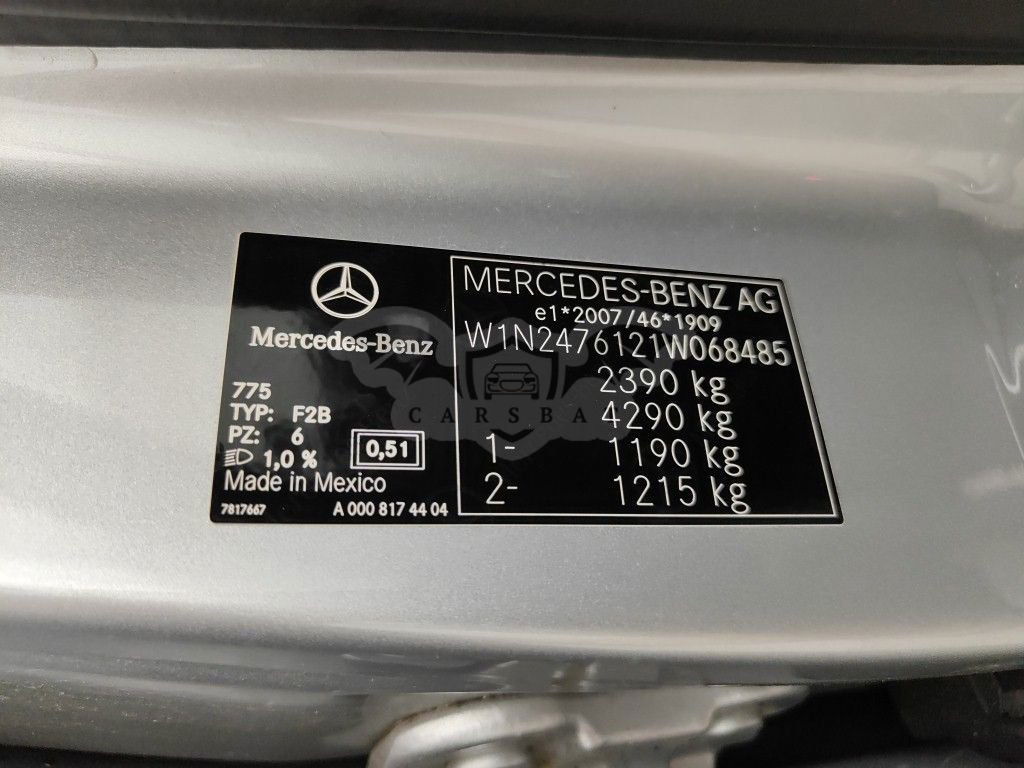 Mercedes-Benz
775
TYP: F2B
PZ: 6
1,0 %
0,51
Made in Mexico
7817667 A 000 817 44 04
MERCEDES-BENZ AG
e1*2007/46*1909
W1N2476121W068485
2390 kg
4290 kg
1- 1190 kg
2- 1215 kg
CARSBA